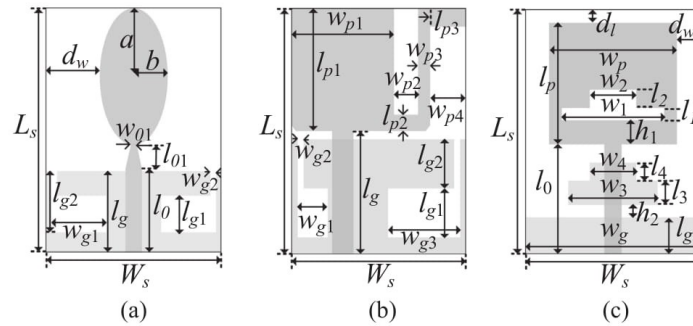 a
b
d_w
L_s
w_01
l_01
w_g2
l_g2
l_g
l_0
l_g1
w_g1
W_s
(a)
w_p1
l_p3
w_p3
l_p1
w_p2
l_p2
w_p4
L_s
w_g2
l_g2
l_g
l_g1
w_g1
w_g3
W_s
(b)
d_l
d_w
w_p
l_p
w_2
l_2
w_1
l_1
h_1
L_s
w_4
l_4
l_0
w_3
l_3
h_2
w_g
l_g
W_s
(c)